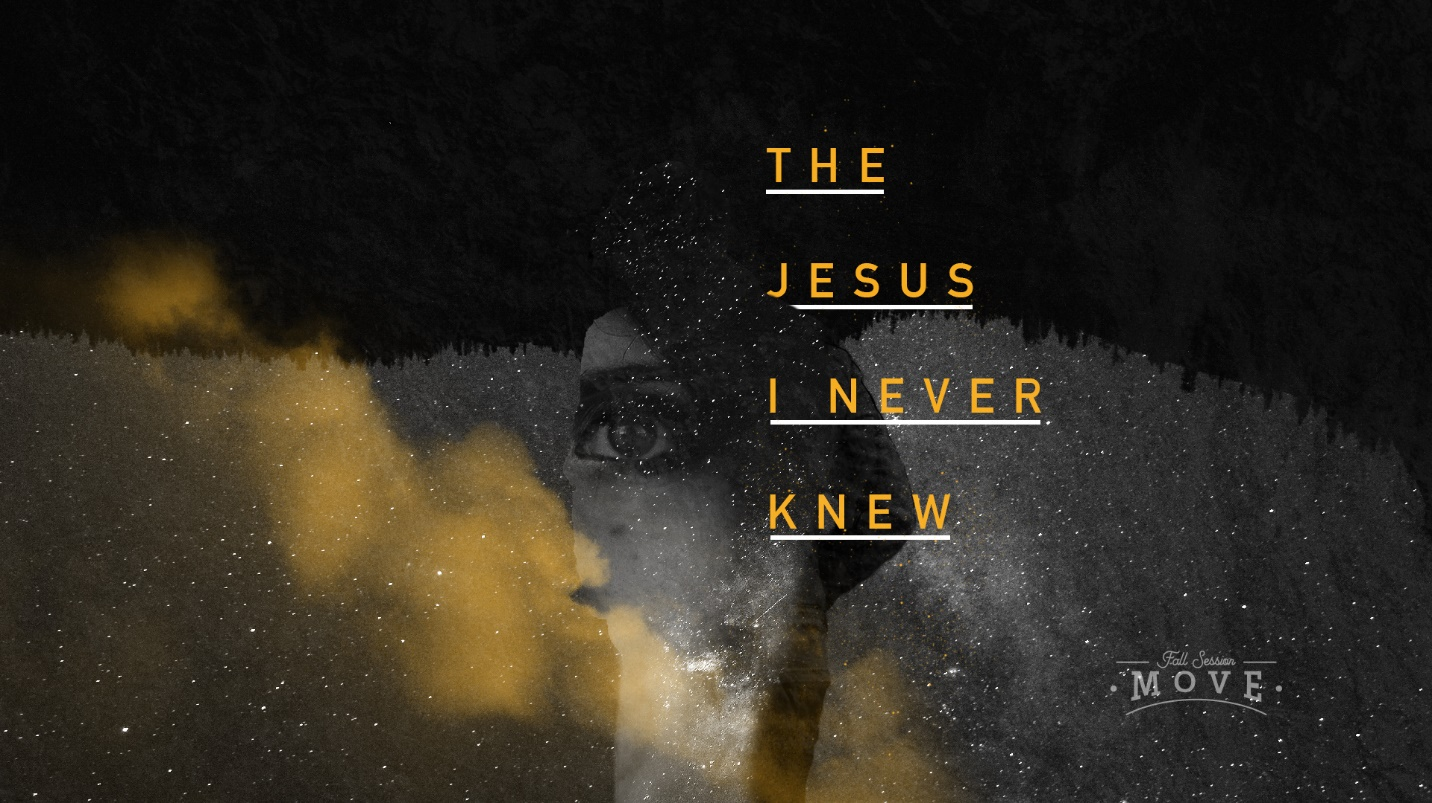 THE
JESUS
I NEVER
KNEW
Fall Session
MOVE